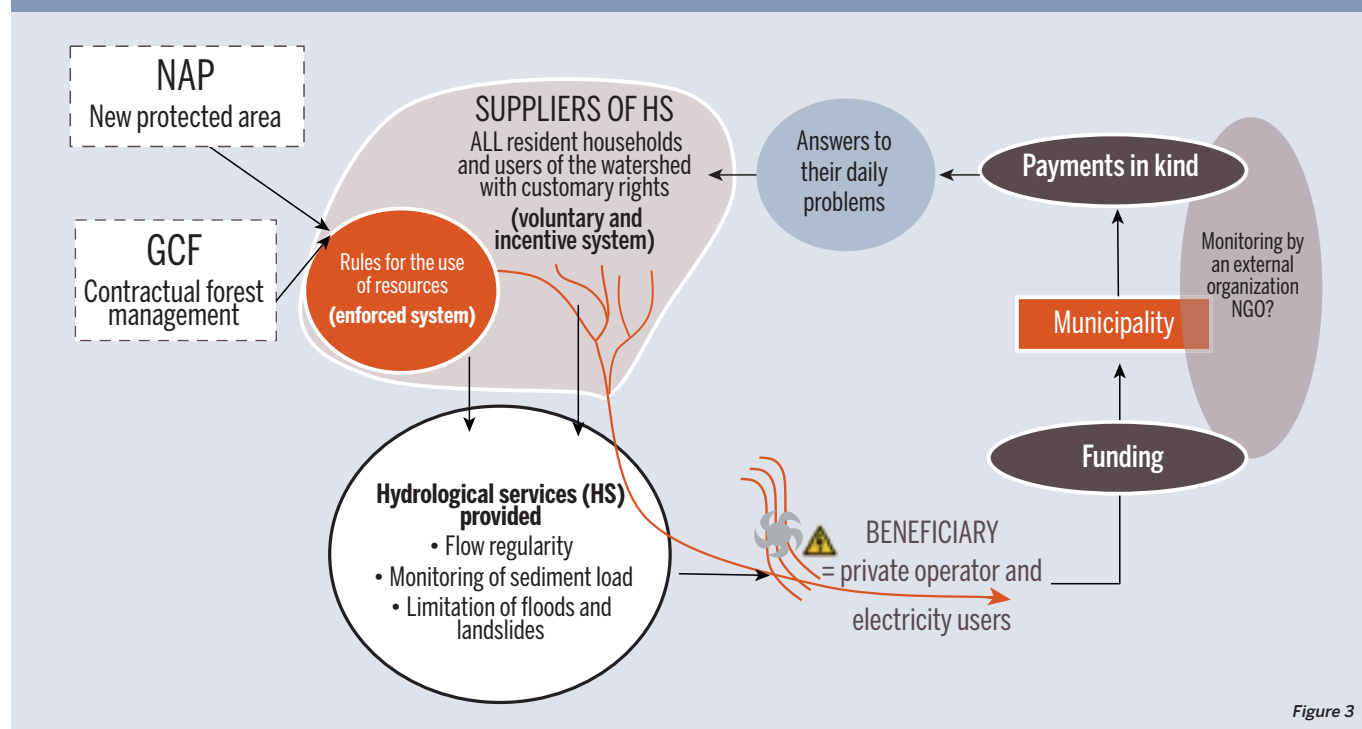 NAP
New protected area
GCF
Contractual forest
management
SUPPLIERS OF HS
ALL resident households
and users of the watershed
with customary rights
(voluntary and
incentive system)
Rules for the use
of resources
(enforced system)
Answers to
their daily
problems
Payments in kind
Monitoring by
an external
organization
NGO?
Municipality
Funding
Hydrological services (HS)
provided
• Flow regularity
• Monitoring of sediment load
• Limitation of floods and
landslides
BENEFICIARY
= private operator and
electricity users
Figure 3